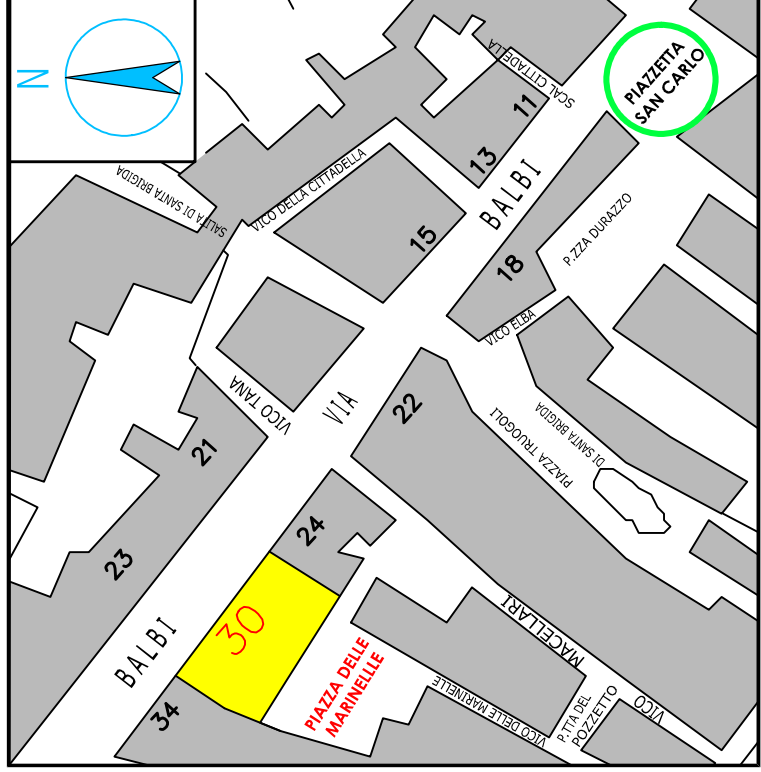 N
SCAL CITTADELLA
PIAZZETTA
SAN CARLO
11
13
BALBI
SALITA DI SANTA BRIGIDA
VICO DELLA CITTADELLA
15
18
P.ZZA DURAZZO
VICO ELBA
VICO TANA
VIA
22
PIAZZA TRUOGOLI
DI SANTA BRIGIDA
21
23
24
30
BALBI
34
PIAZZA DELLE
MARINELLE
VICO DELLE MARINELLE
MACELLARI
VICO
P.TTA DEL
POZZETTO